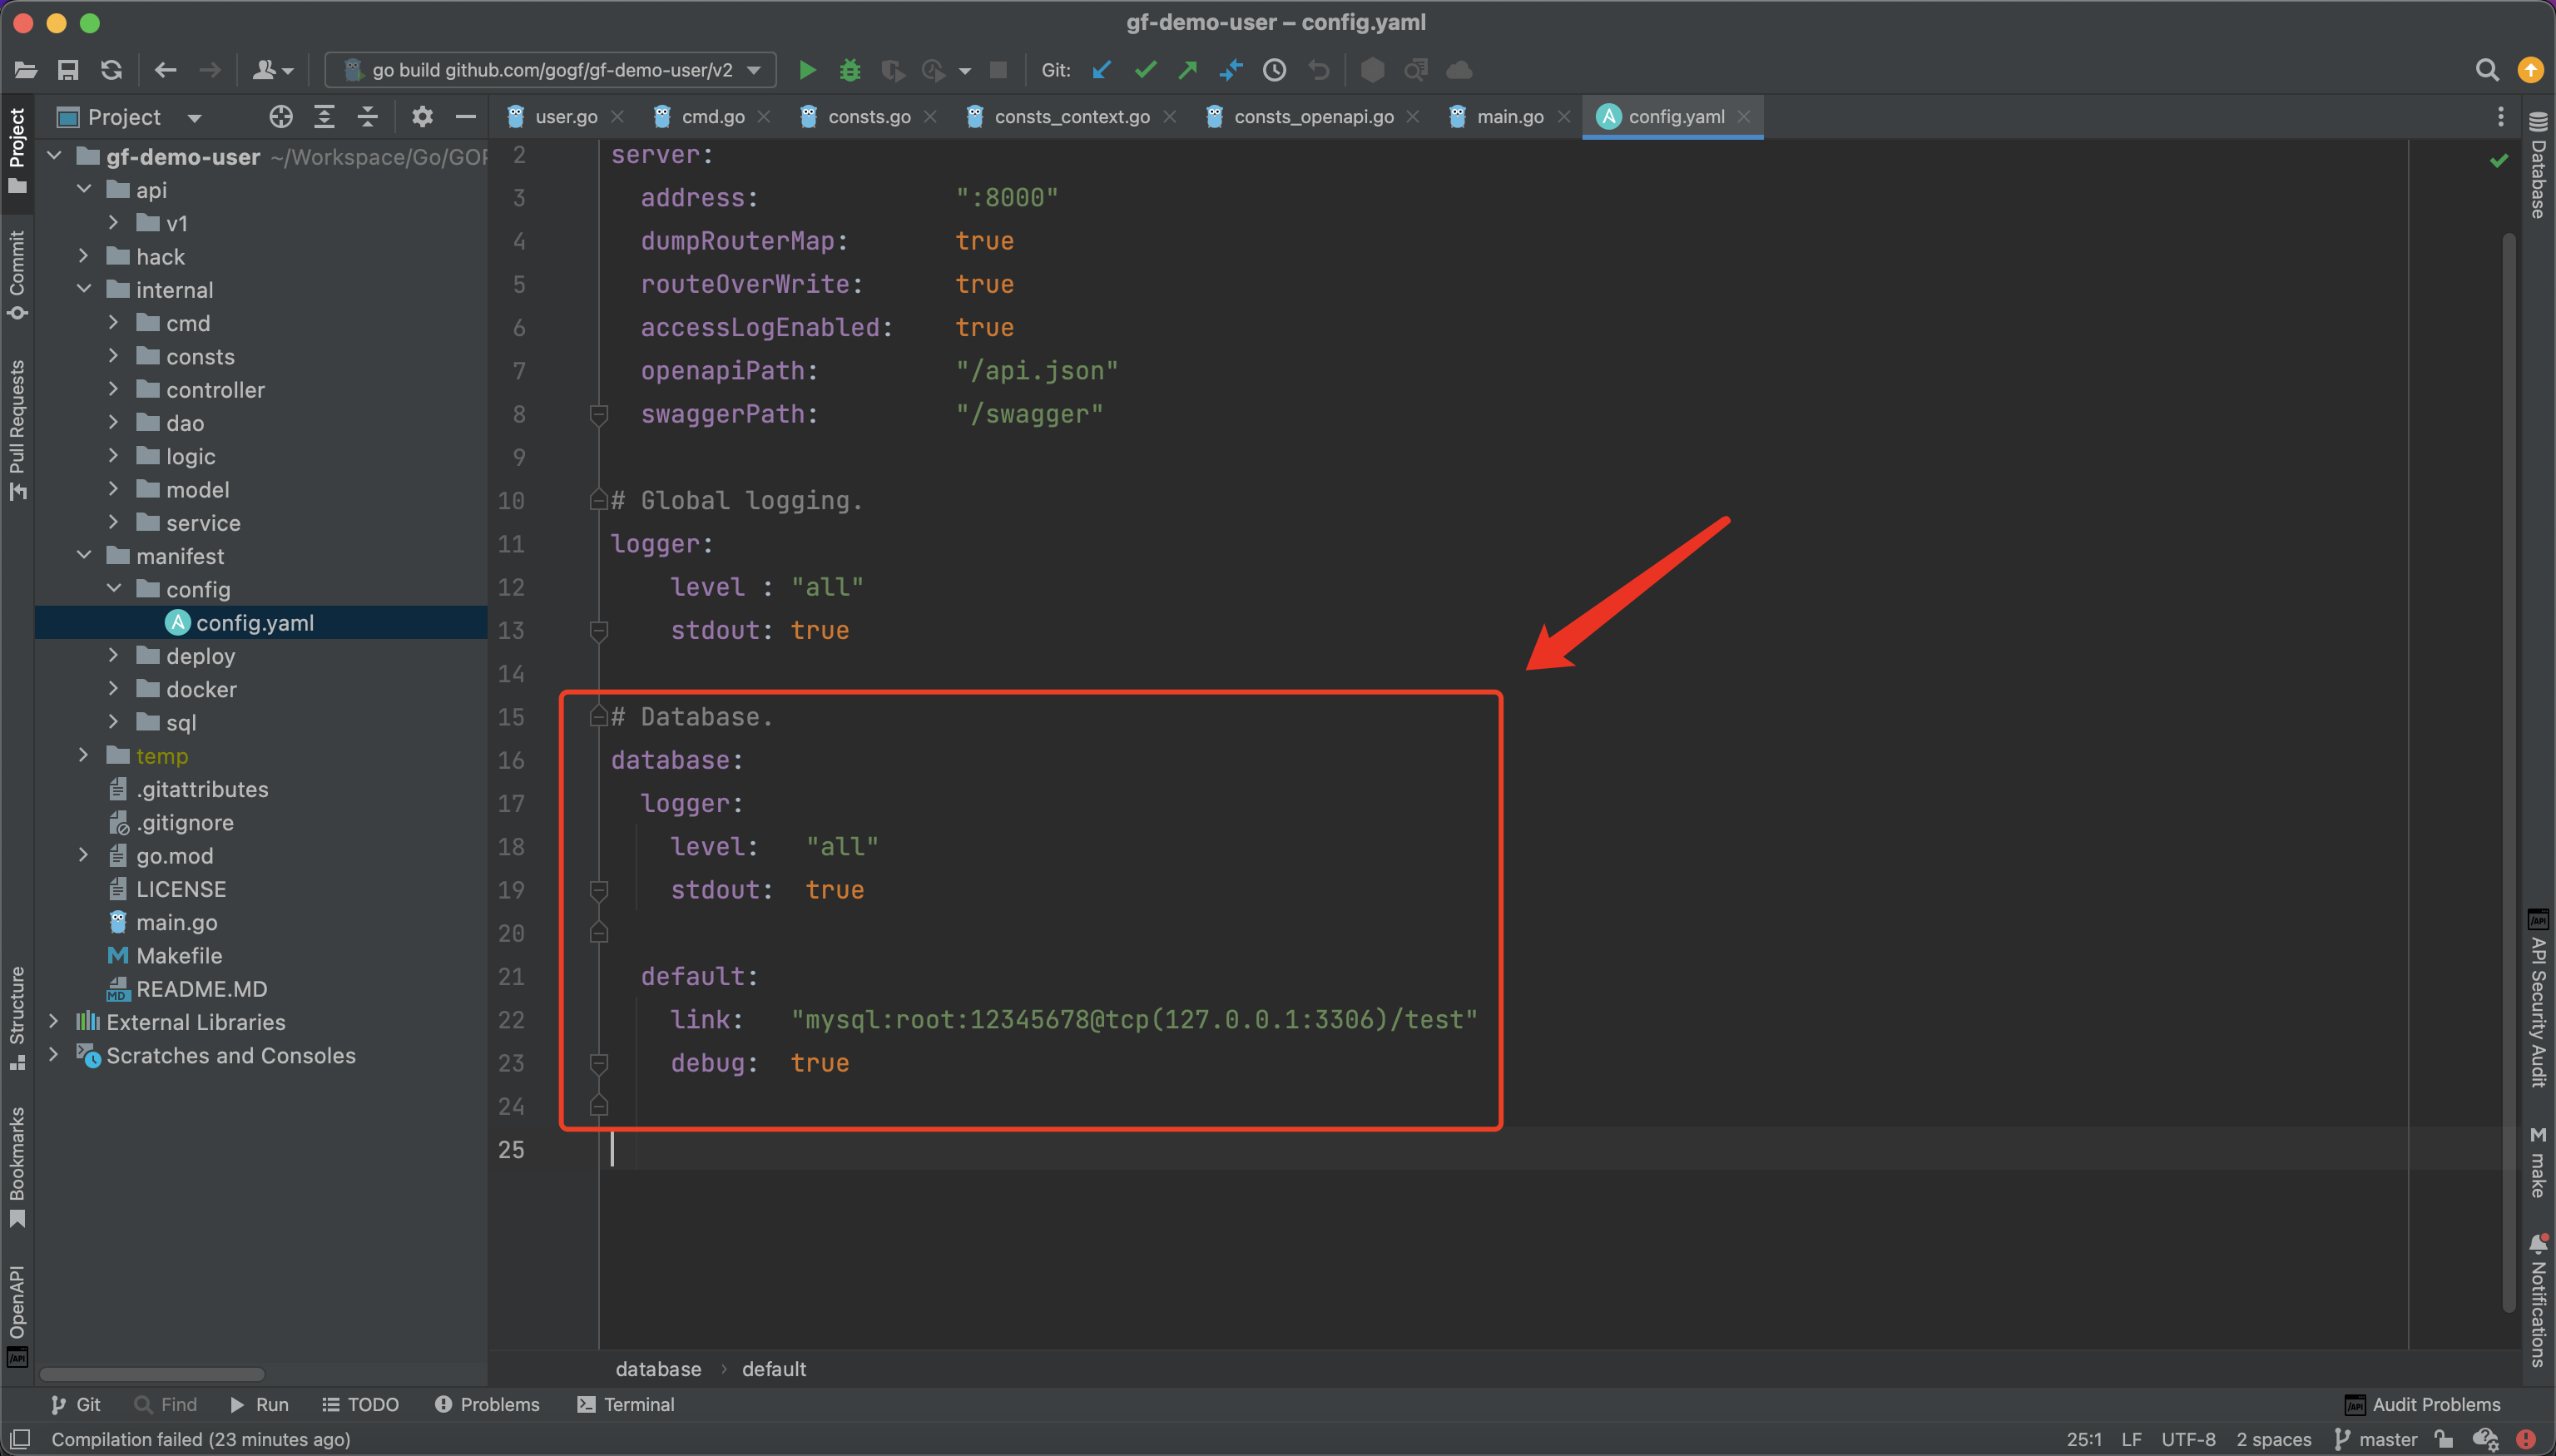 gf-demo-user – config.yaml
go build github.com/gogf/gf-demo-user/v2
Git:
Project
user.go
cmd.go
consts.go
consts_context.go
consts_openapi.go
main.go
config.yaml
Project
Commit
Pull Requests
Structure
Bookmarks
OpenAPI
gf-demo-user ~/Workspace/Go/GOP
api
v1
hack
internal
cmd
consts
controller
dao
logic
model
service
manifest
config
config.yaml
deploy
docker
sql
temp
.gitattributes
.gitignore
go.mod
LICENSE
main.go
Makefile
README.MD
External Libraries
Scratches and Consoles
2 server:
3 address: ":8000"
4 dumpRouterMap: true
5 routeOverWrite: true
6 accessLogEnabled: true
7 openapiPath: "/api.json"
8 swaggerPath: "/swagger"
9
10 # Global logging.
11 logger:
12 level : "all"
13 stdout: true
14
15 # Database.
16 database:
17 logger:
18 level: "all"
19 stdout: true
20
21 default:
22 link: "mysql:root:12345678@tcp(127.0.0.1:3306)/test"
23 debug: true
24
25
database › default
Database
API Security Audit
make
Notifications
Git
Find
Run
TODO
Problems
Terminal
Audit Problems
Compilation failed (23 minutes ago)
25:1 LF UTF-8 2 spaces master